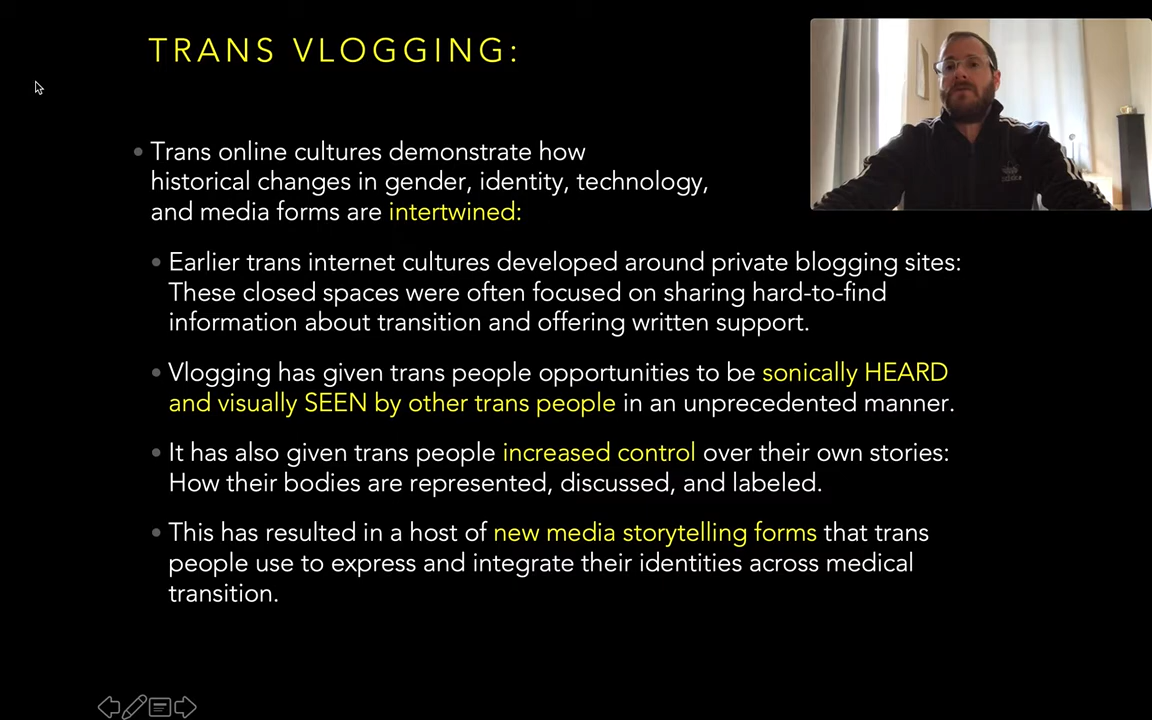 TRANS VLOGGING:
Trans online cultures demonstrate how
historical changes in gender, identity, technology,
and media forms are intertwined:
Earlier trans internet cultures developed around private blogging sites:
These closed spaces were often focused on sharing hard-to-find
information about transition and offering written support.
Vlogging has given trans people opportunities to be sonically HEARD
and visually SEEN by other trans people in an unprecedented manner.
It has also given trans people increased control over their own stories:
How their bodies are represented, discussed, and labeled.
This has resulted in a host of new media storytelling forms that trans
people use to express and integrate their identities across medical
transition.